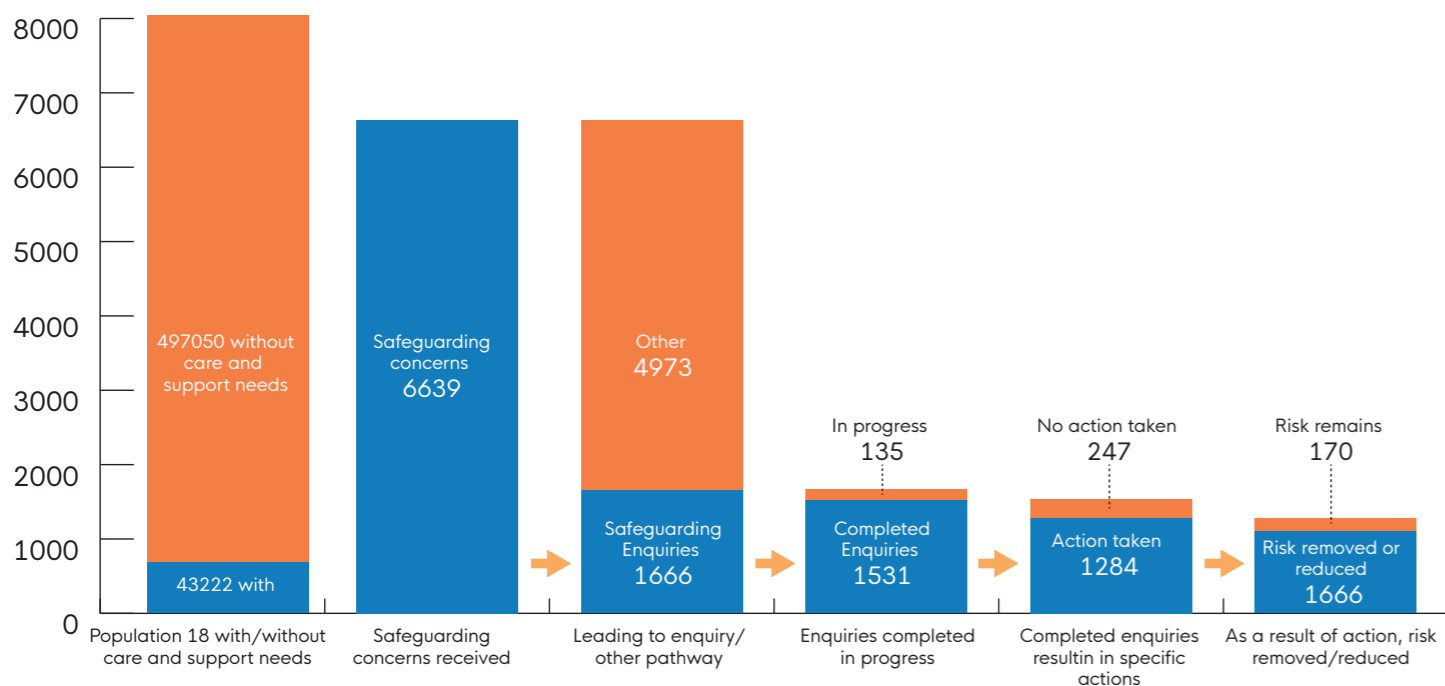 8000
7000
6000
5000
4000
3000
2000
1000
0
497050 without
care and
support needs
43222 with
Safeguarding
concerns
6639
Other
4973
Safeguarding
Enquiries
1666
In progress
135
Completed
Enquiries
1531
No action taken
247
Action taken
1284
Risk remains
170
Risk removed or
reduced
1666
Population 18 with/without
care and support needs
Safeguarding
concerns received
Leading to enquiry/
other pathway
Enquiries completed
in progress
Completed enquiries
resultin in specific
actions
As a result of action, risk
removed/reduced